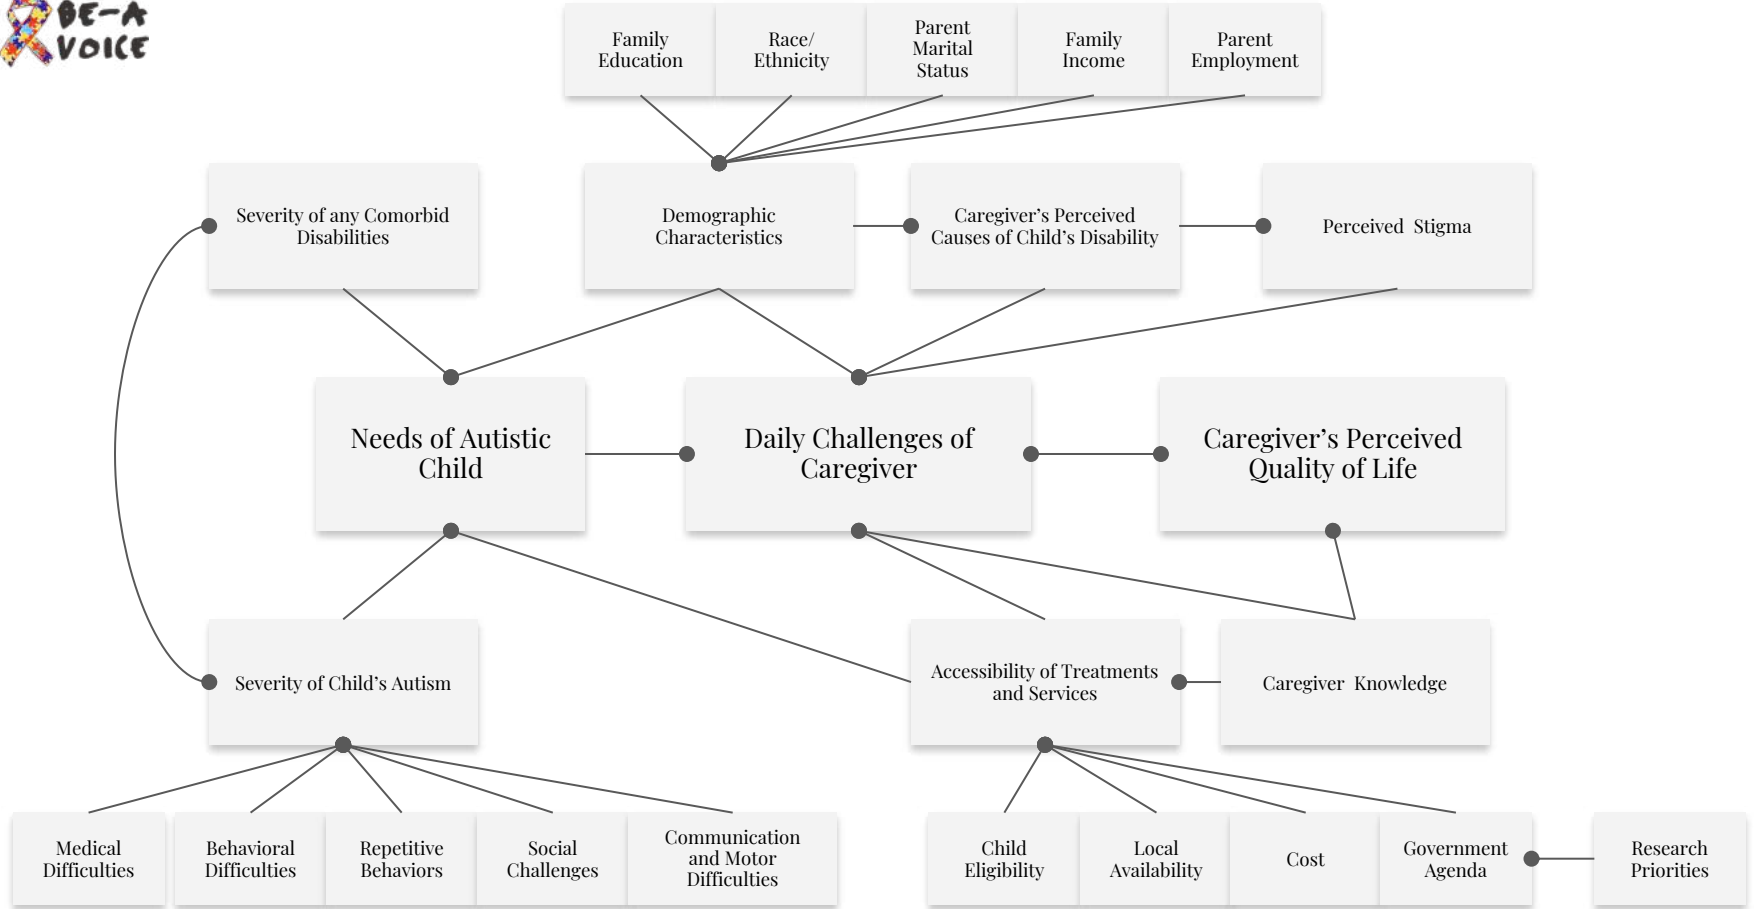 BE-A
VOICE
Family
Education
Race/
Ethnicity
Parent
Marital
Status
Family
Income
Parent
Employment
Severity of any Comorbid
Disabilities
Demographic
Characteristics
Caregiver’s Perceived
Causes of Child’s Disability
Perceived Stigma
Needs of Autistic
Child
Daily Challenges of
Caregiver
Caregiver’s Perceived
Quality of Life
Severity of Child’s Autism
Accessibility of Treatments
and Services
Caregiver Knowledge
Medical
Difficulties
Behavioral
Difficulties
Repetitive
Behaviors
Social
Challenges
Communication
and Motor
Difficulties
Child
Eligibility
Local
Availability
Cost
Government
Agenda
Research
Priorities